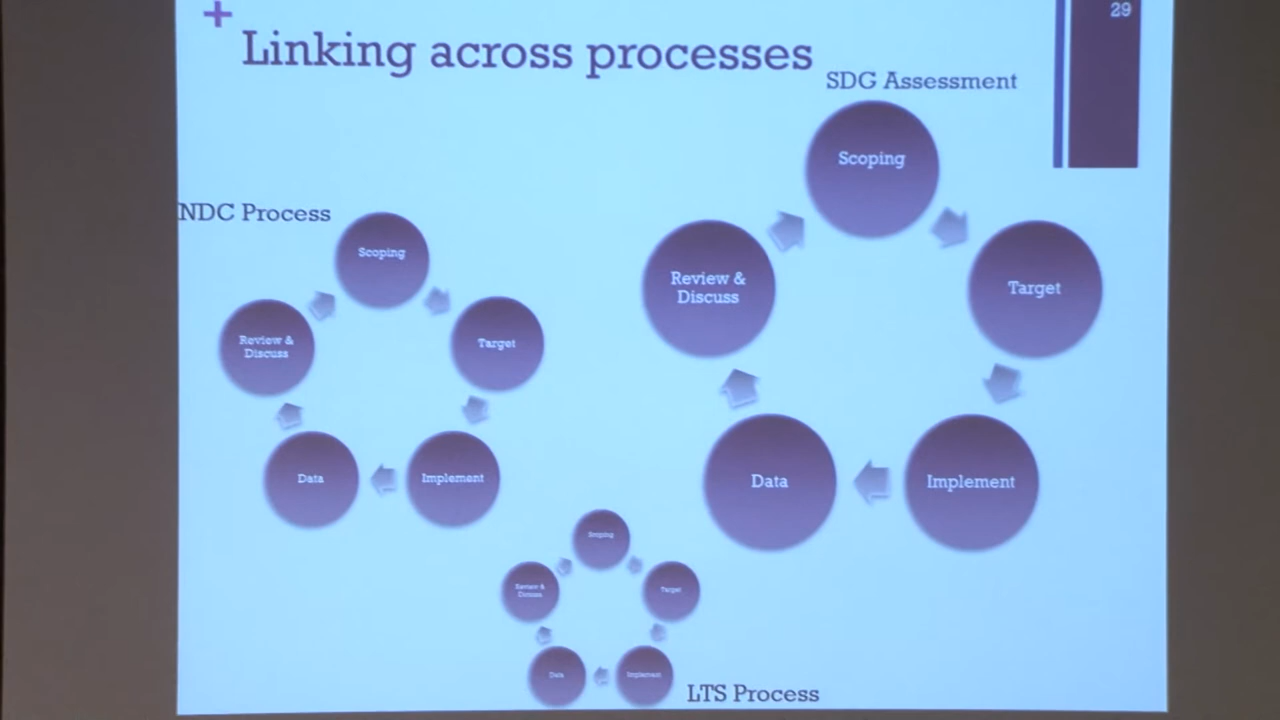 +
Linking across processes
29
SDG Assessment
Scoping
Target
Implement
Data
Review &
Discuss
NDC Process
Scoping
Target
Implement
Data
Review &
Discuss
Scoping
Target
Implement
Data
Review &
Discuss
LTS Process